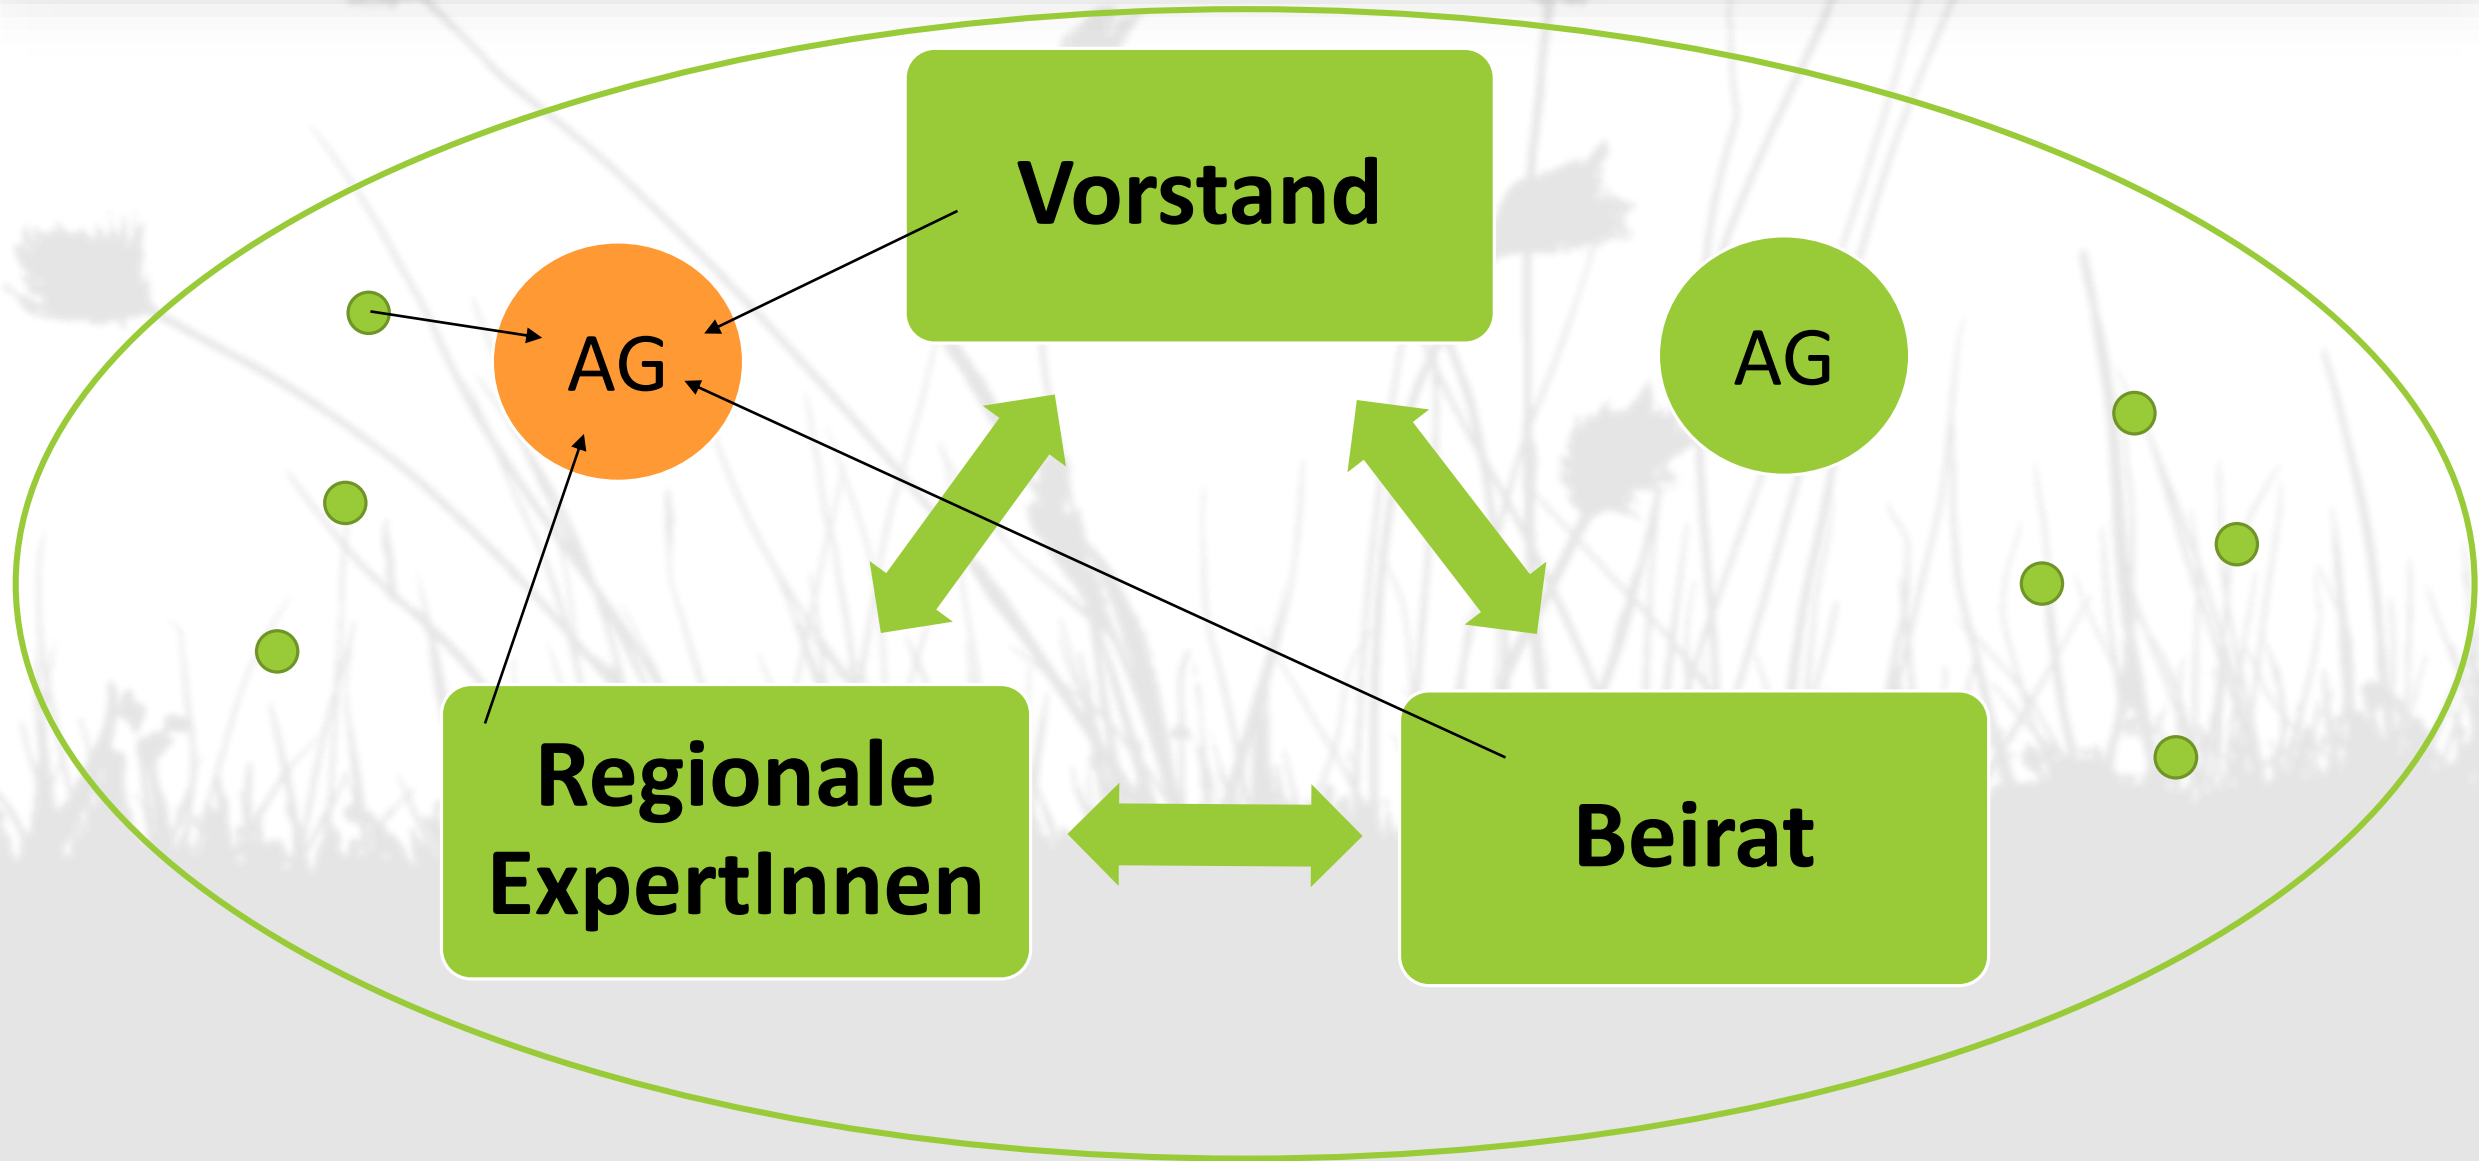 Vorstand
AG
AG
Regionale
ExpertInnen
Beirat